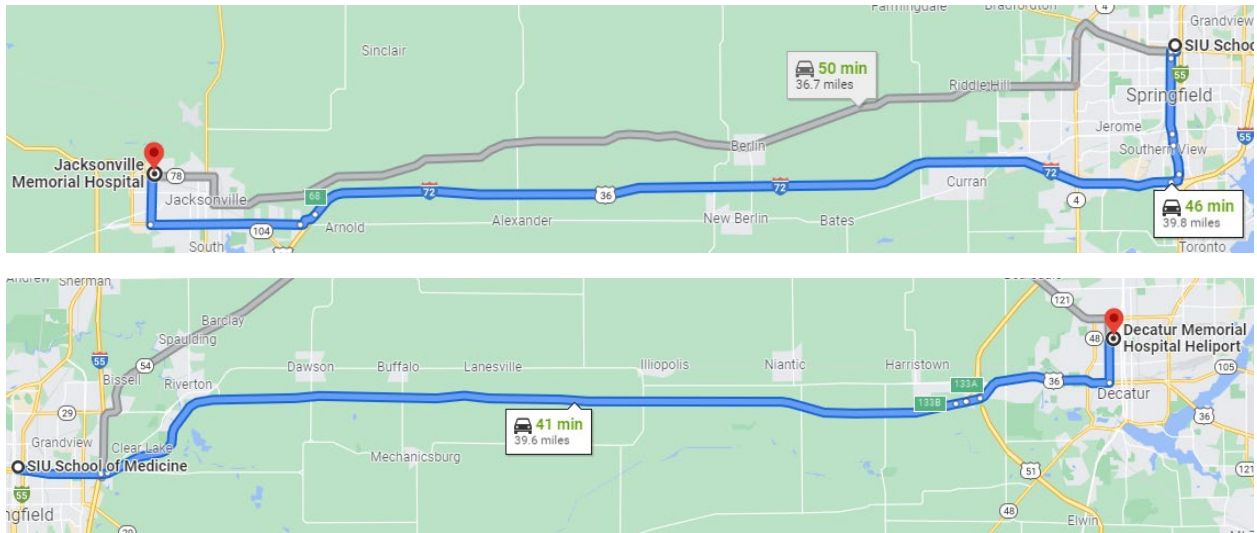 Farmingdale
Bradfordton
4
Grandview
Sinclair
SIU Schoo
50 min
36.7 miles
55
Riddle Hill
Springfield
Jerome
55
Southern View
Berlin
Jacksonville
Memorial Hospital
78
72
Curran
68
72
Jacksonville
72
36
4
46 min
39.8 miles
New Berlin
Bates
Alexander
Arnold
104
South
Toronto
Sherman
121
Barclay
Decatur Memorial
Hospital Heliport
48
Spaulding
55
54
Dawson
Buffalo
Lanesville
Illiopolis
Niantic
Harristown
105
Bissell
Riverton
133A
36
Decatur
133B
29
41 min
39.6 miles
36
Grandview
Clear Lake
Mechanicsburg
SIU School of Medicine
51
121
55
ngfield
48
Elwin
29